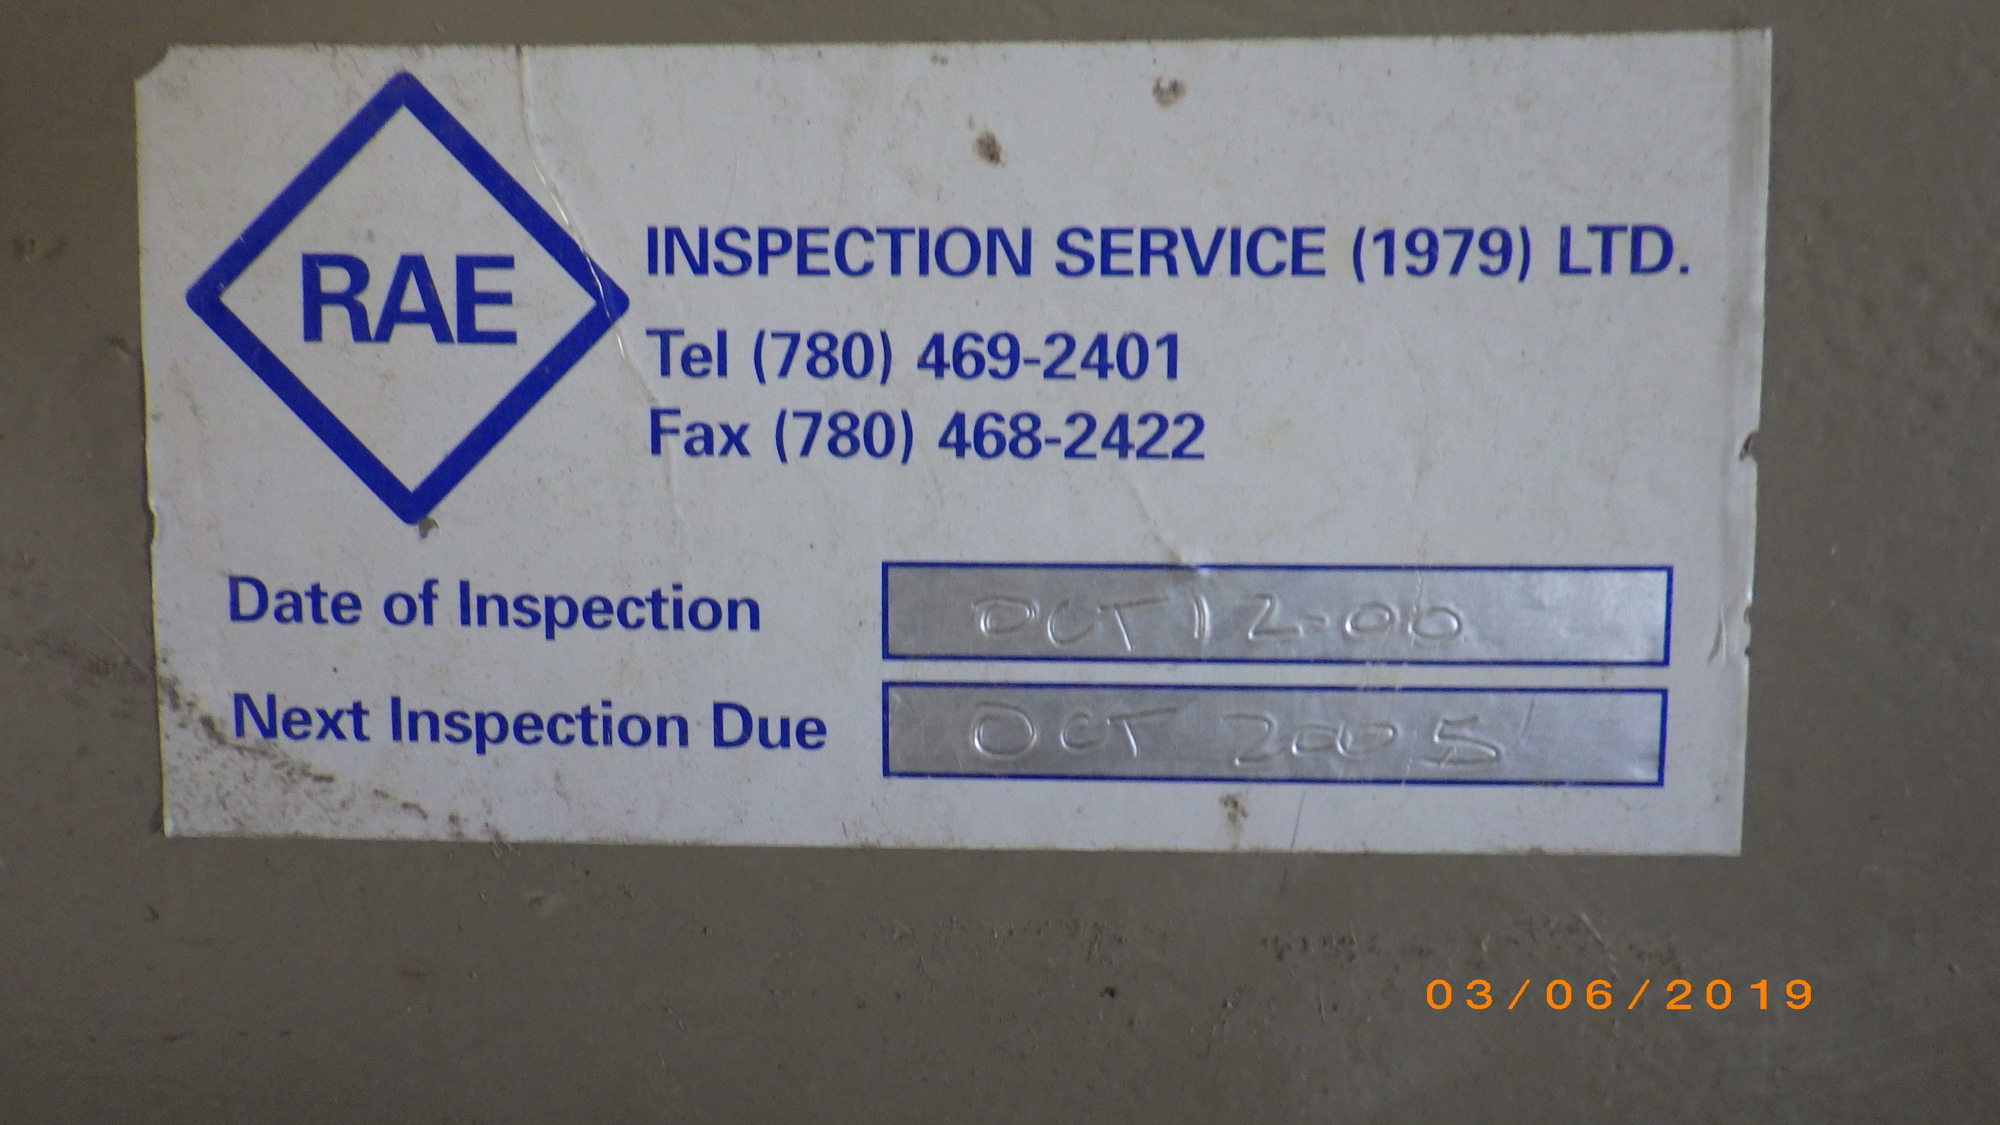 RAE
INSPECTION SERVICE (1979) LTD.
Tel (780) 469-2401
Fax (780) 468-2422
Date of Inspection OCT 12-00
Next Inspection Due OCT 2005
03/06/2019